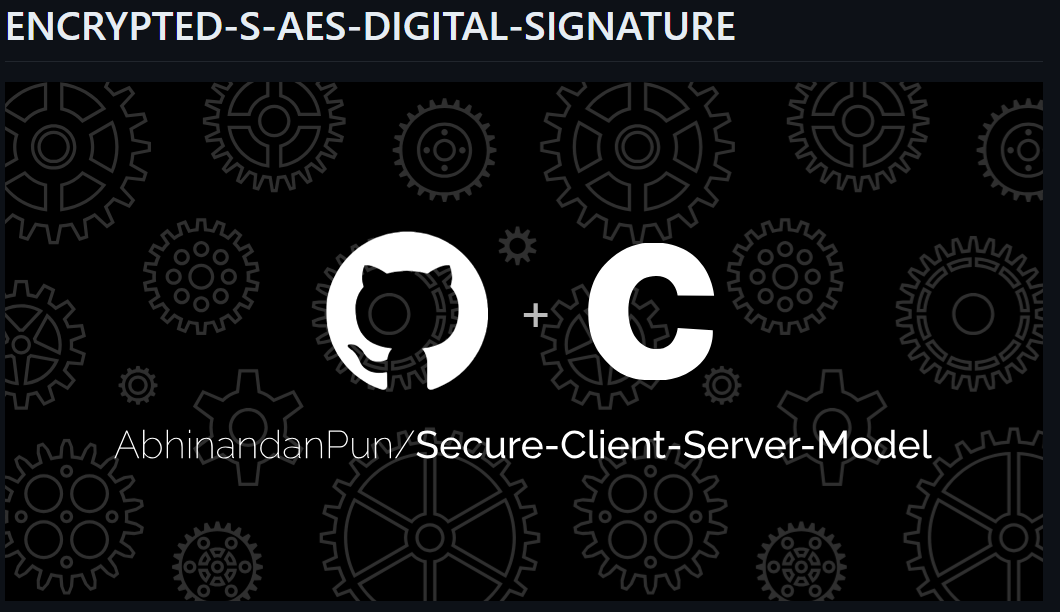 ENCRYPTED-S-AES-DIGITAL-SIGNATURE
+ C
AbhinandanPun/Secure-Client-Server-Model